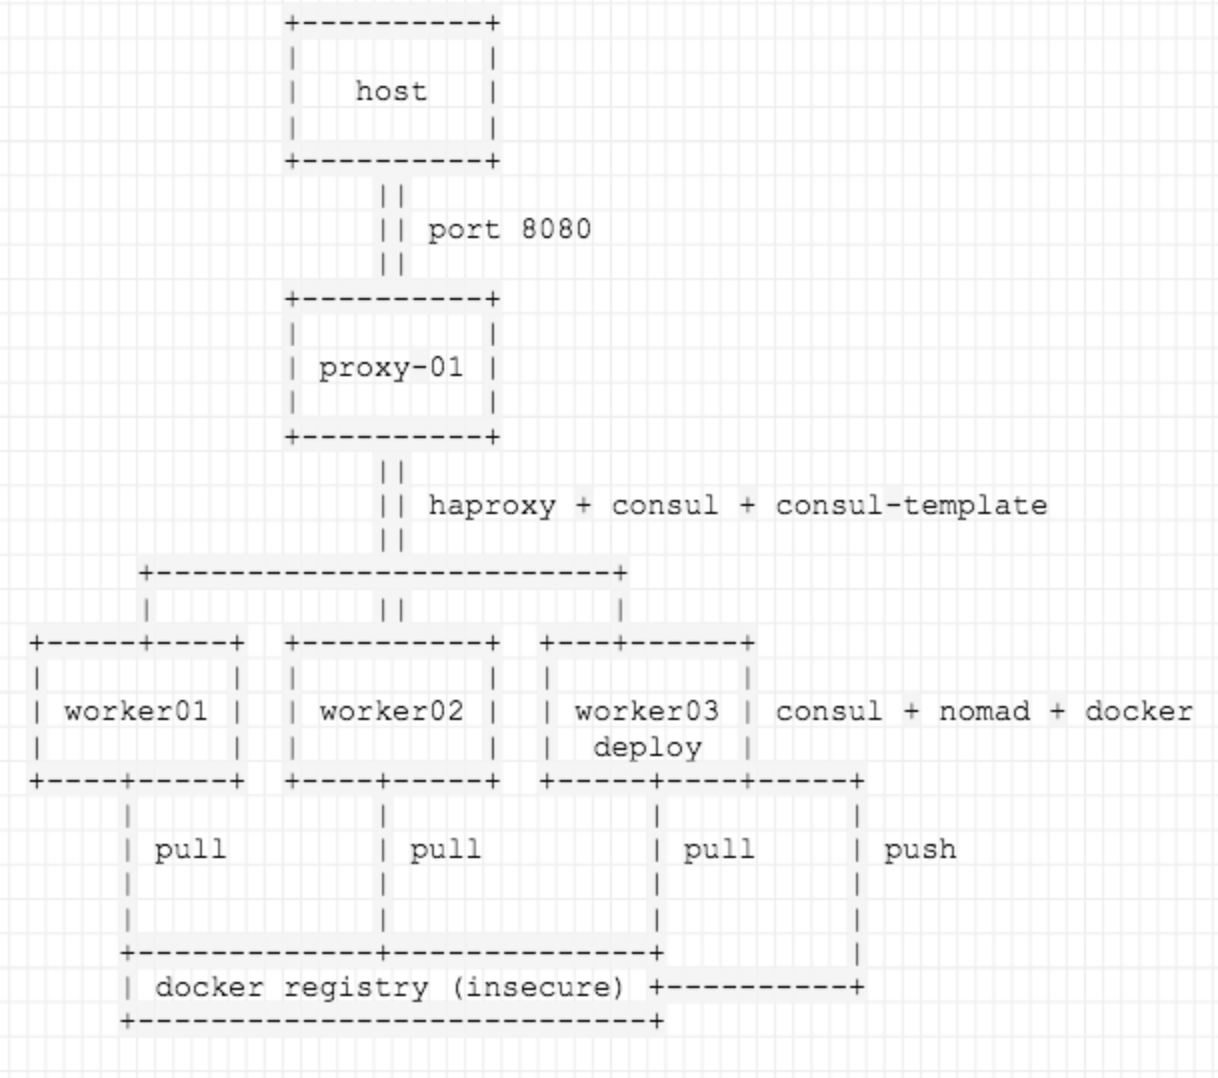 host
port 8080
proxy-01
haproxy + consul + consul-template
worker01 worker02 worker03 consul + nomad + docker
deploy
pull pull pull push
docker registry (insecure)